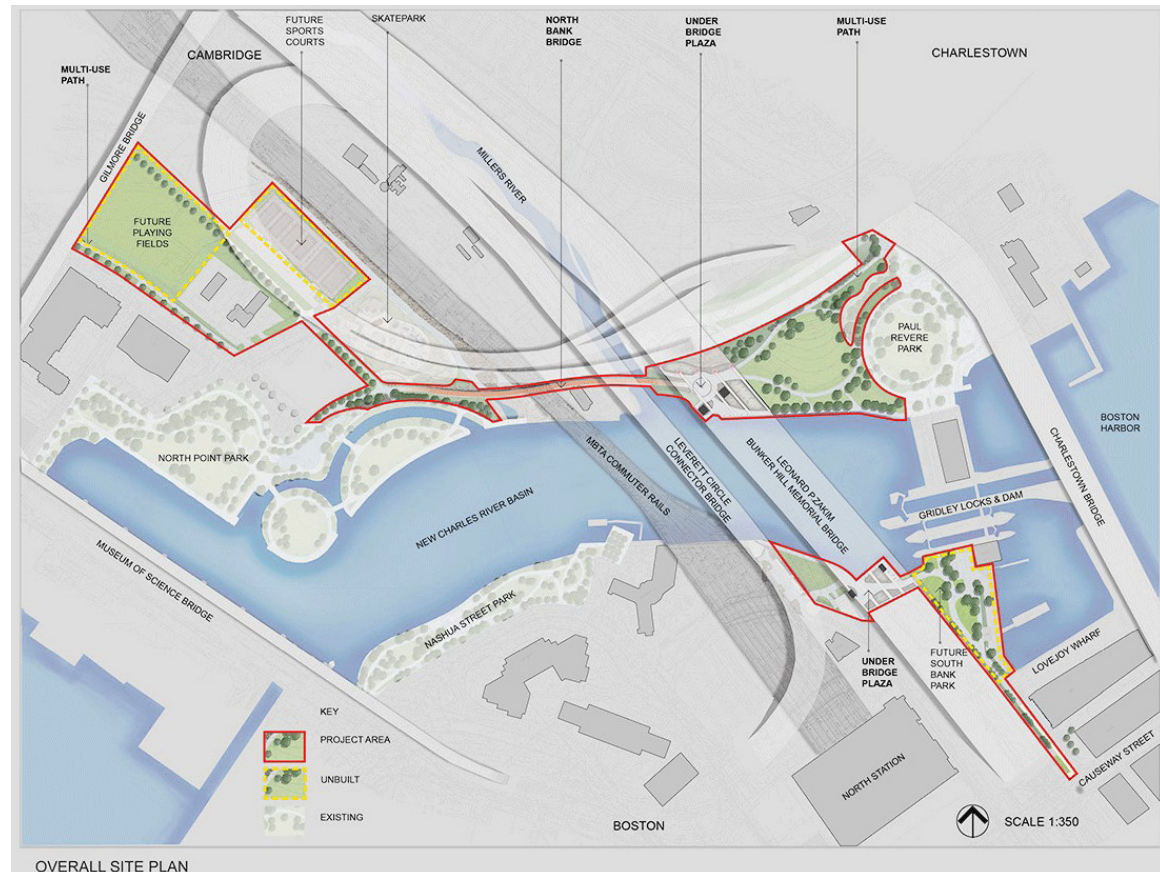 FUTURE
SPORTS
COURTS
SKATEPARK
NORTH
BANK
BRIDGE
UNDER
BRIDGE
PLAZA
MULTI-USE
PATH
CAMBRIDGE
CHARLESTOWN
MULTI-USE
PATH
GILMORE BRIDGE
MILLERS RIVER
FUTURE
PLAYING
FIELDS
PAUL
REVERE
PARK
BOSTON
HARBOR
CHARLESTOWN BRIDGE
NORTH POINT PARK
MBTA COMMUTER RAILS
LEVERETT CIRCLE
CONNECTOR BRIDGE
LEONARD P.ZAKIM
BUNKER HILL MEMORIAL BRIDGE
GRIDLEY LOCKS & DAM
NEW CHARLES RIVER BASIN
MUSEUM OF SCIENCE BRIDGE
NASHUA STREET PARK
UNDER
BRIDGE
PLAZA
FUTURE
SOUTH
BANK
PARK
LOVEJOY WHARF
CAUSEWAY STREET
NORTH STATION
KEY
PROJECT AREA
UNBUILT
EXISTING
BOSTON
SCALE 1:350
OVERALL SITE PLAN